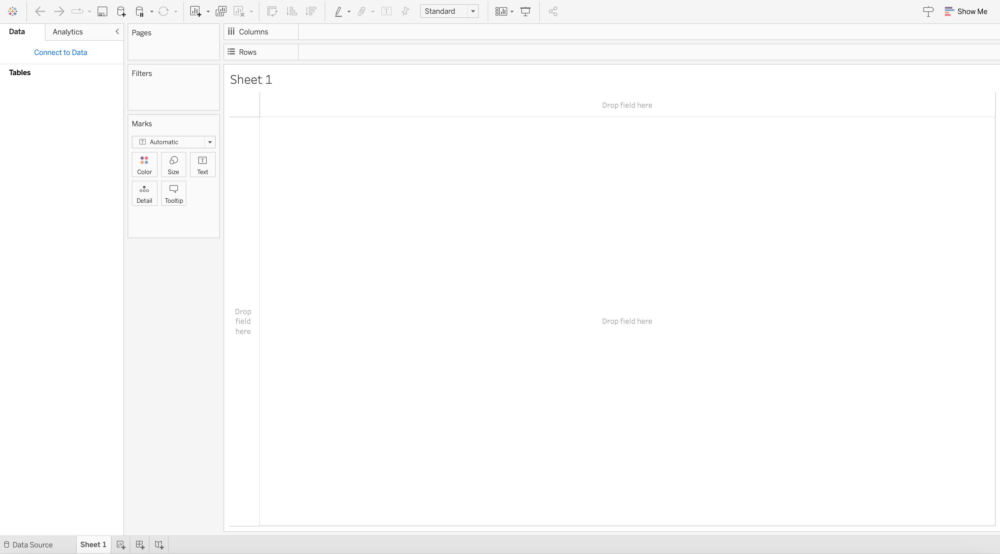 Standard
Show Me
Data
Analytics
Connect to Data
Tables
Pages
Filters
Marks
Automatic
Color
Size
Text
Detail
Tooltip
Columns
Rows
Sheet 1
Drop field here
Drop
field
here
Drop field here
Data Source
Sheet 1